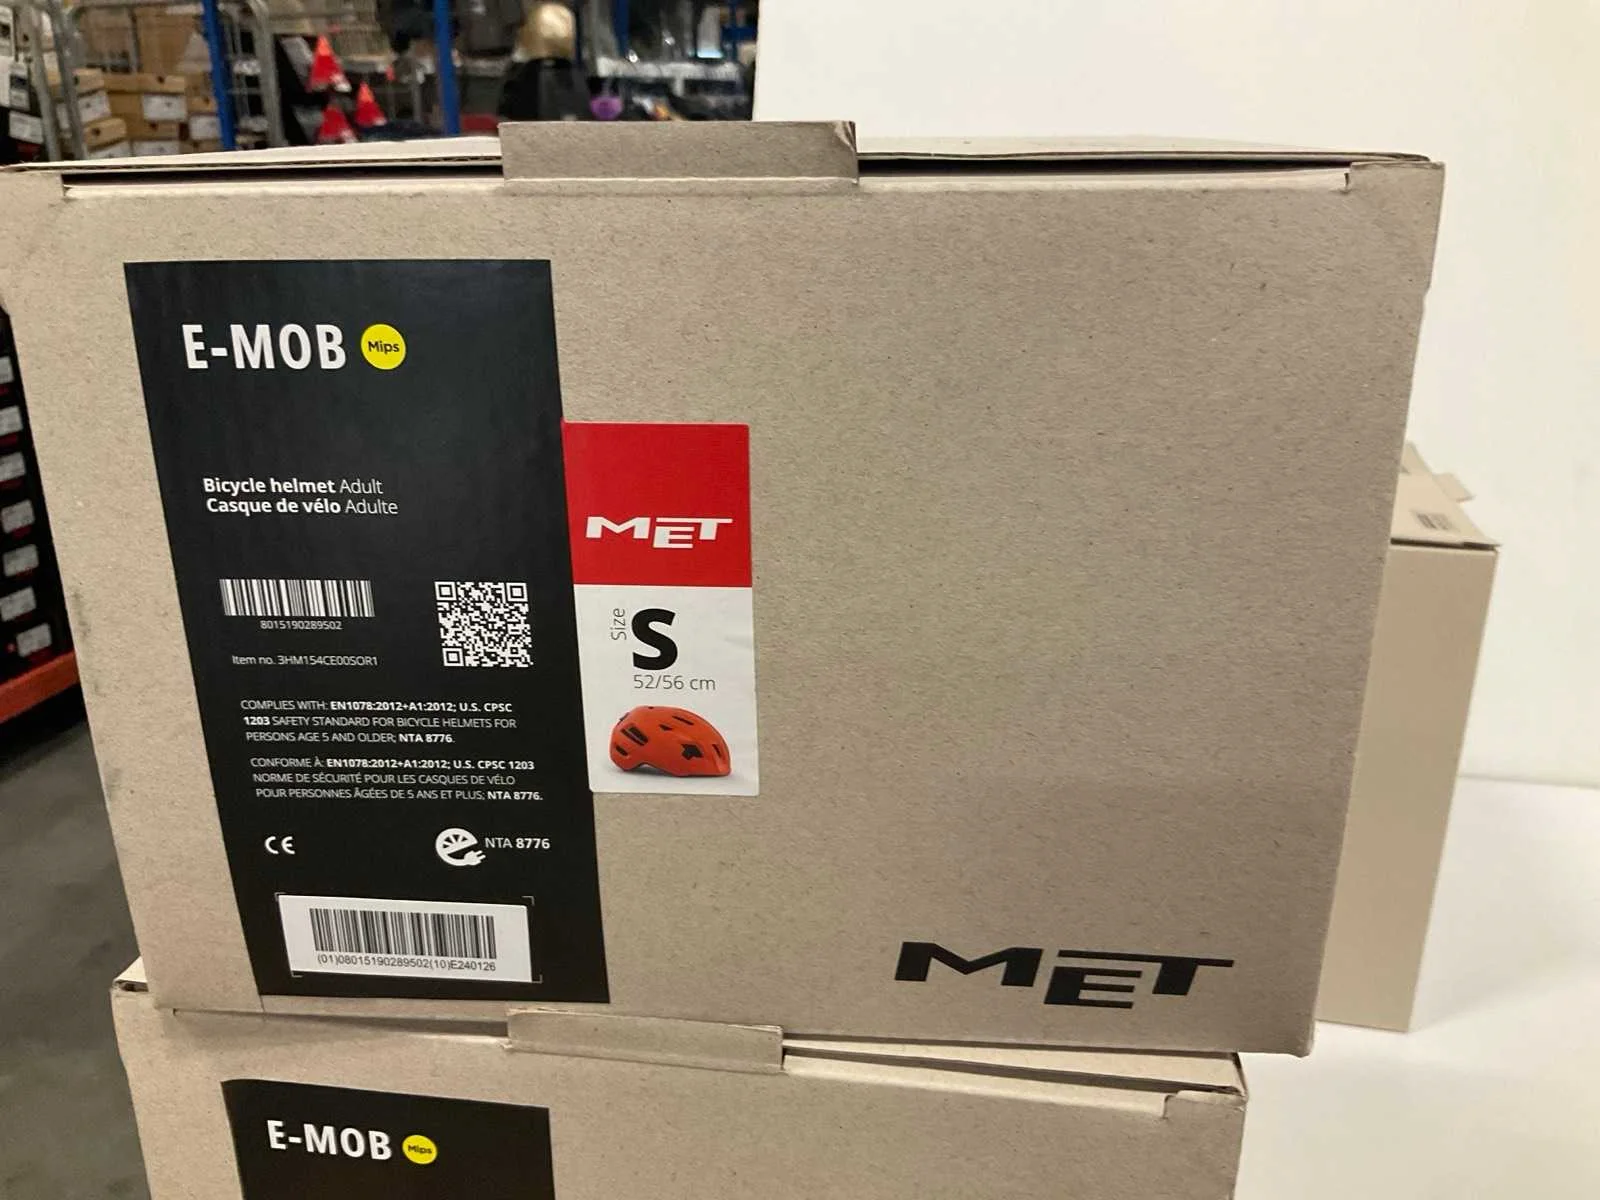 E-MOB Mips
Bicycle helmet Adult
Casque de vélo Adulte
8015190289502
Item no. 3HM154CE00SOR1
COMPLIES WITH: EN1078:2012+A1:2012; U.S. CPSC
1203 SAFETY STANDARD FOR BICYCLE HELMETS FOR
PERSONS AGE 5 AND OLDER; NTA 8776.
CONFORME À: EN1078:2012+A1:2012; U.S. CPSC 1203
NORME DE SÉCURITÉ POUR LES CASQUES DE VÉLO
POUR PERSONNES ÂGÉES DE 5 ANS ET PLUS; NTA 8776.
CE
NTA 8776
(01)08015190289502(10)E240126
MET
Size
S
52/56 cm
MET
E-MOB Mips